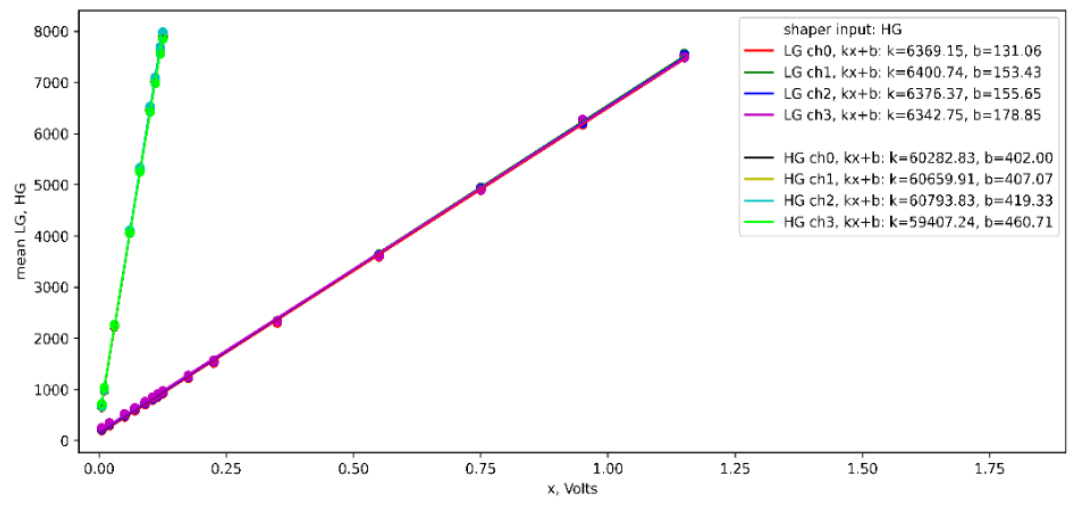 8000
7000
6000
5000
4000
3000
2000
1000
0
mean LG, HG
0.00 0.25 0.50 0.75 1.00 1.25 1.50 1.75
x, Volts
shaper input: HG
LG ch0, kx+b: k=6369.15, b=131.06
LG ch1, kx+b: k=6400.74, b=153.43
LG ch2, kx+b: k=6376.37, b=155.65
LG ch3, kx+b: k=6342.75, b=178.85
HG ch0, kx+b: k=60282.83, b=402.00
HG ch1, kx+b: k=60659.91, b=407.07
HG ch2, kx+b: k=60793.83, b=419.33
HG ch3, kx+b: k=59407.24, b=460.71